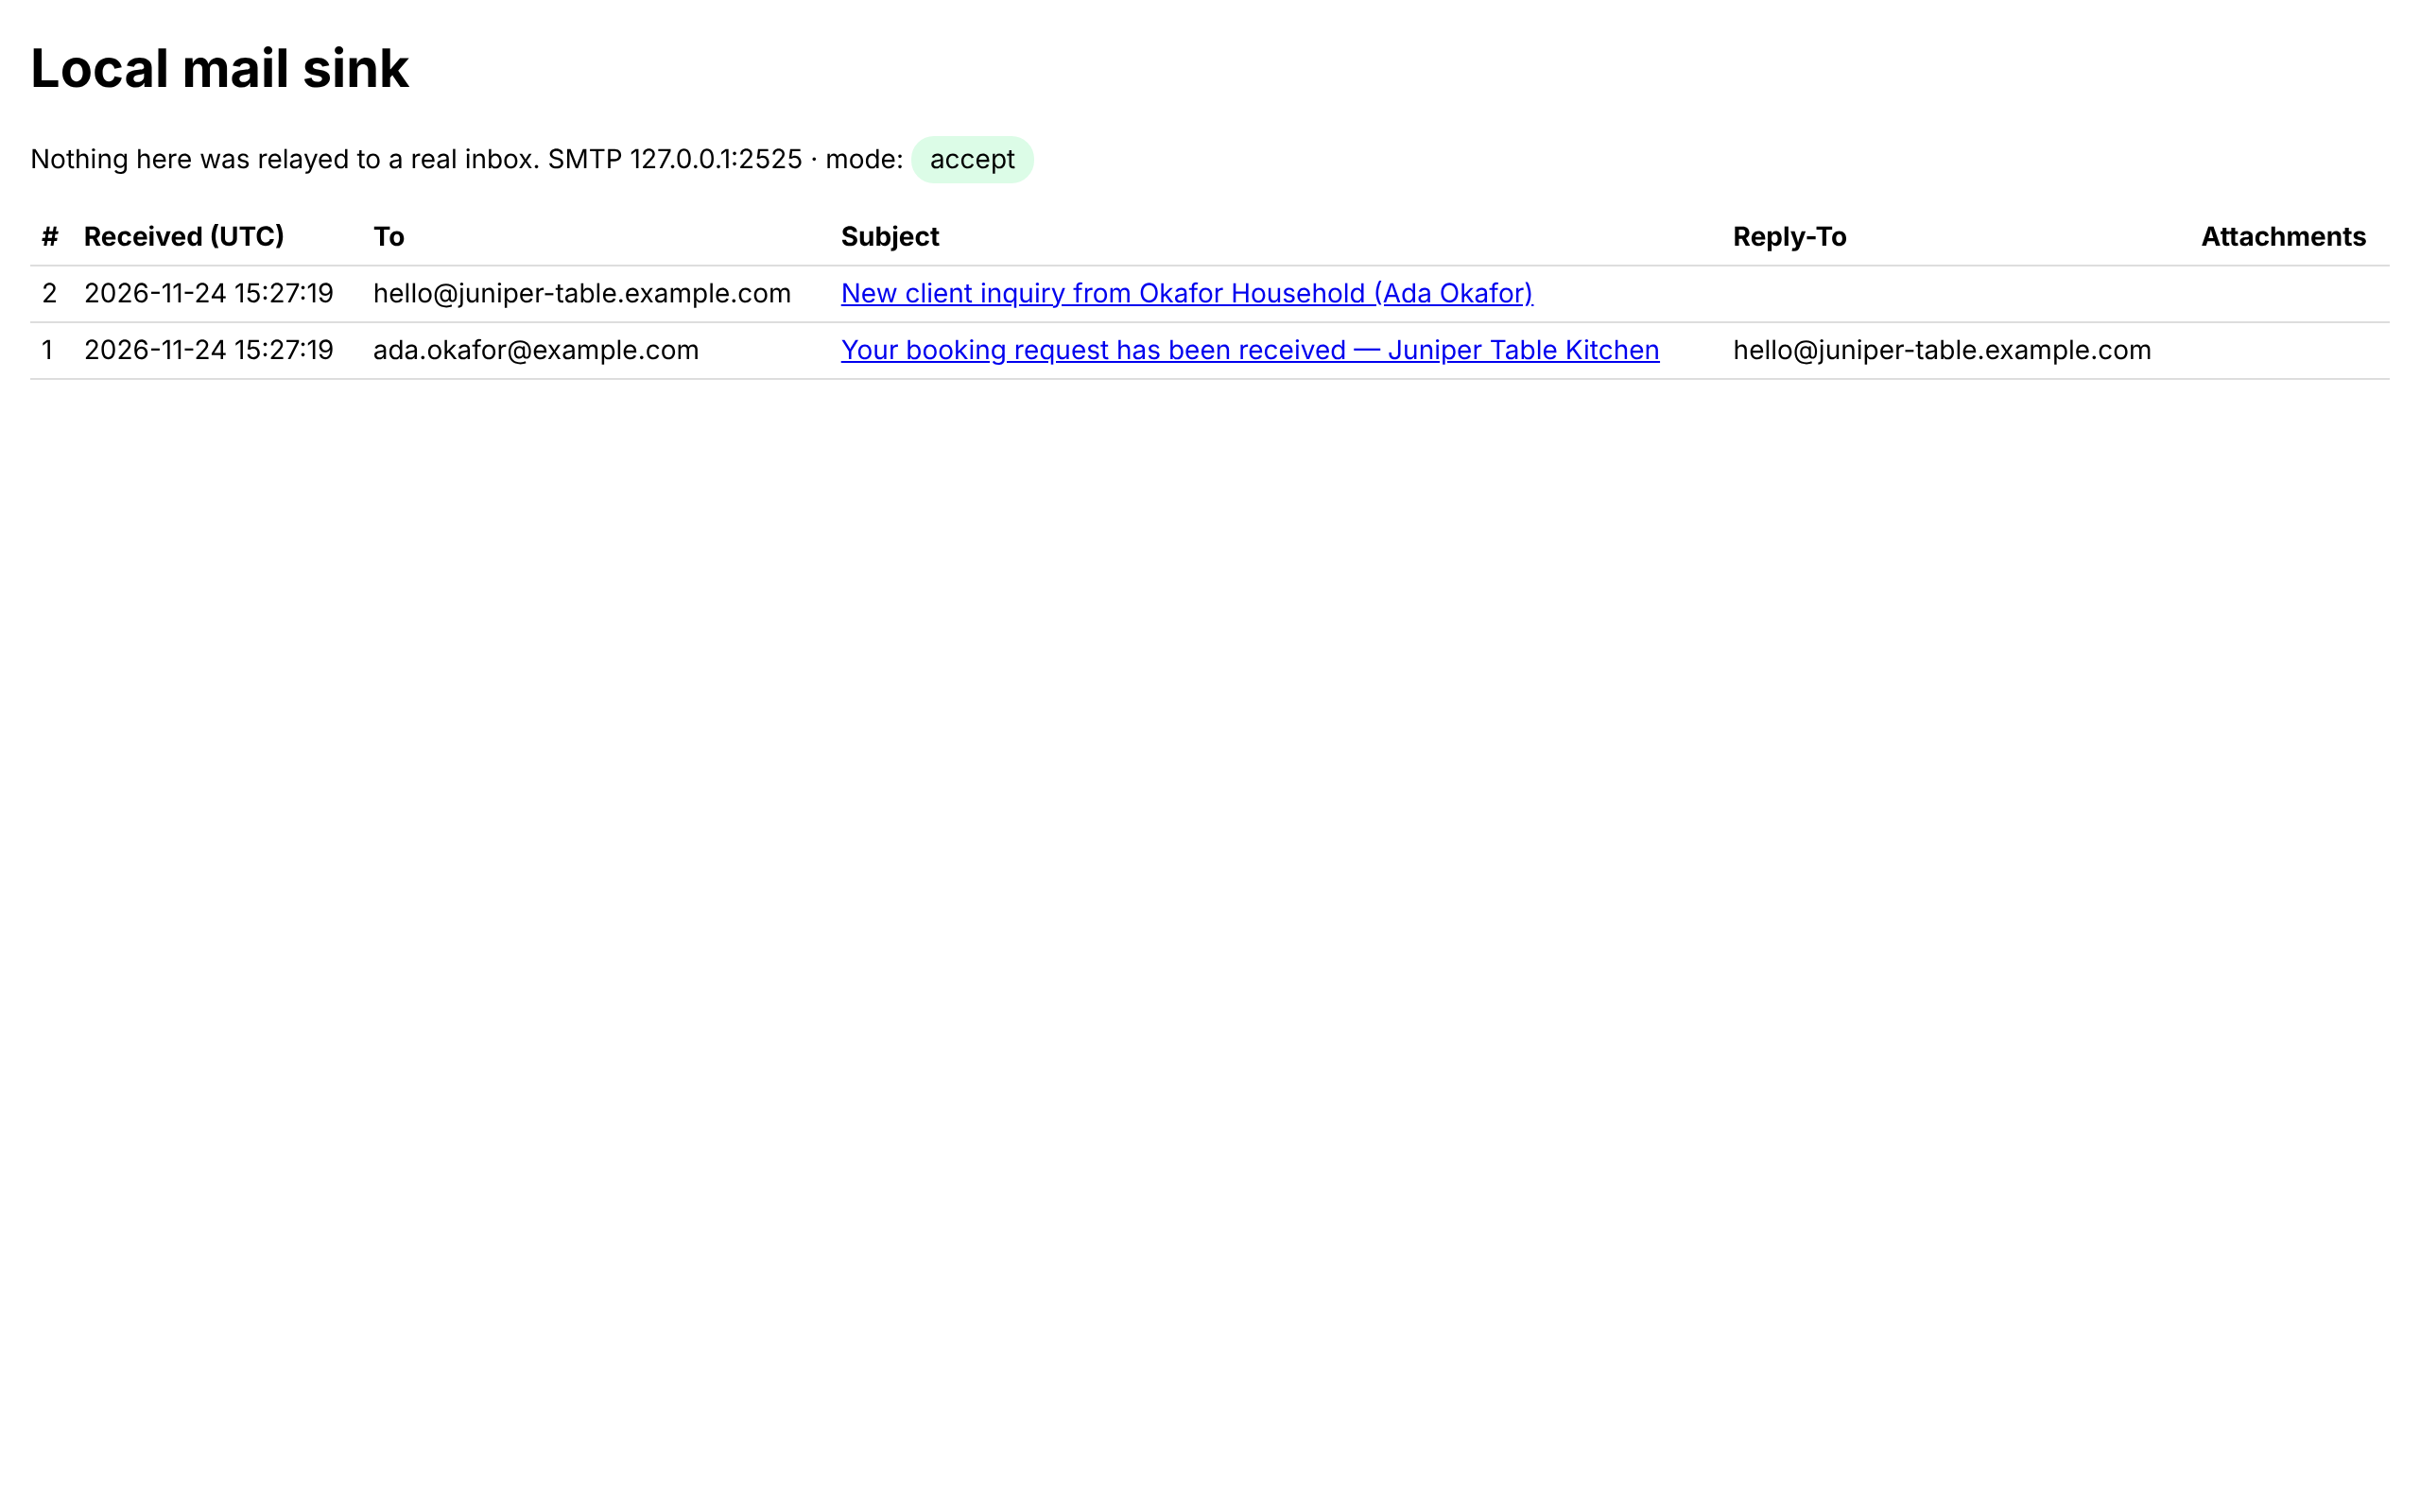 Local mail sink
Nothing here was relayed to a real inbox. SMTP 127.0.0.1:2525 · mode: accept
# Received (UTC) To Subject Reply-To Attachments
2 2026-11-24 15:27:19 hello@juniper-table.example.com New client inquiry from Okafor Household (Ada Okafor)
1 2026-11-24 15:27:19 ada.okafor@example.com Your booking request has been received — Juniper Table Kitchen hello@juniper-table.example.com